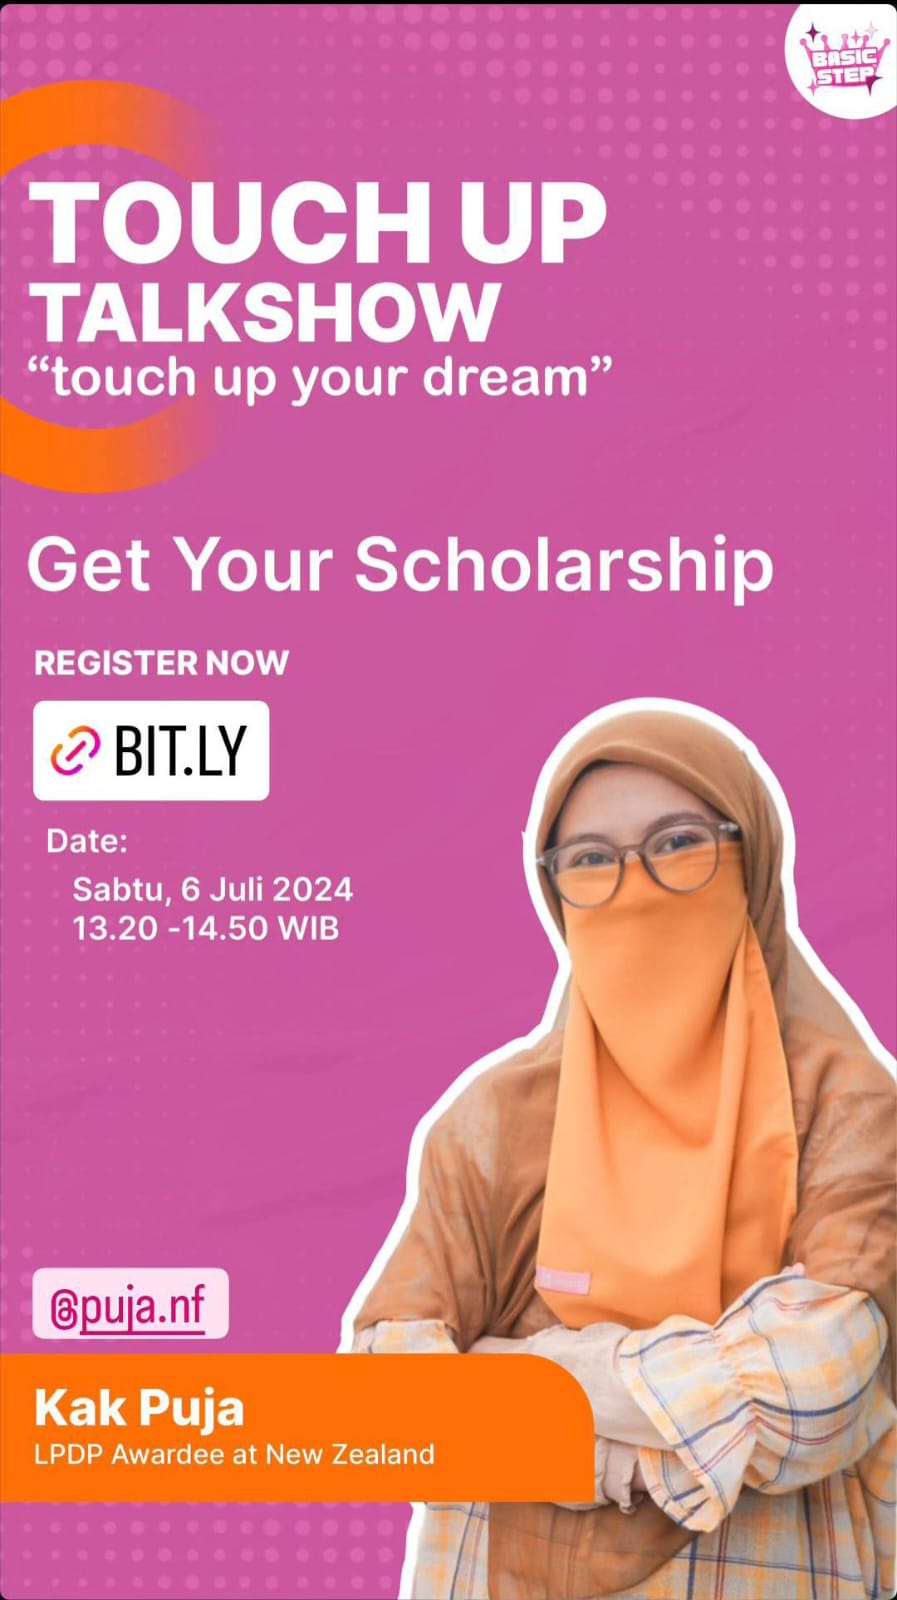 BASIC
STEP
TOUCH UP
TALKSHOW
“touch up your dream”
Get Your Scholarship
REGISTER NOW
BIT.LY
Date:
Sabtu, 6 Juli 2024
13.20 -14.50 WIB
@puja.nf
Kak Puja
LPDP Awardee at New Zealand